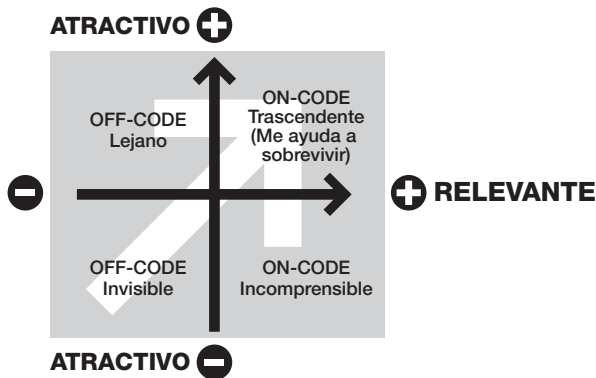 ATRACTIVO +
OFF-CODE
Lejano
ON-CODE
Trascendente
(Me ayuda a
sobrevivir)
-
+ RELEVANTE
OFF-CODE
Invisible
ON-CODE
Incomprensible
ATRACTIVO -